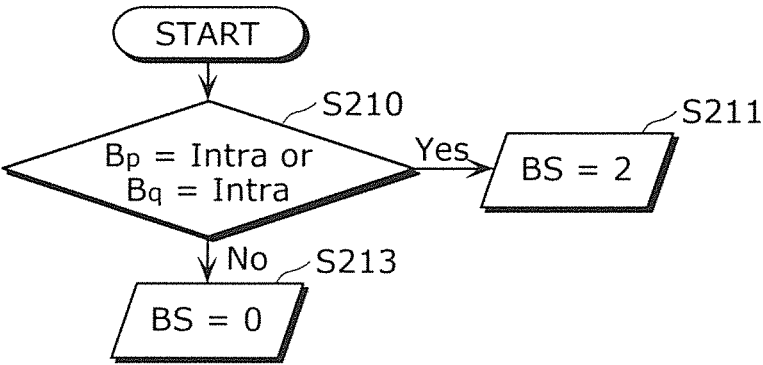 START
S210
Bp = Intra or
Bq = Intra
Yes
S211
BS = 2
No
S213
BS = 0